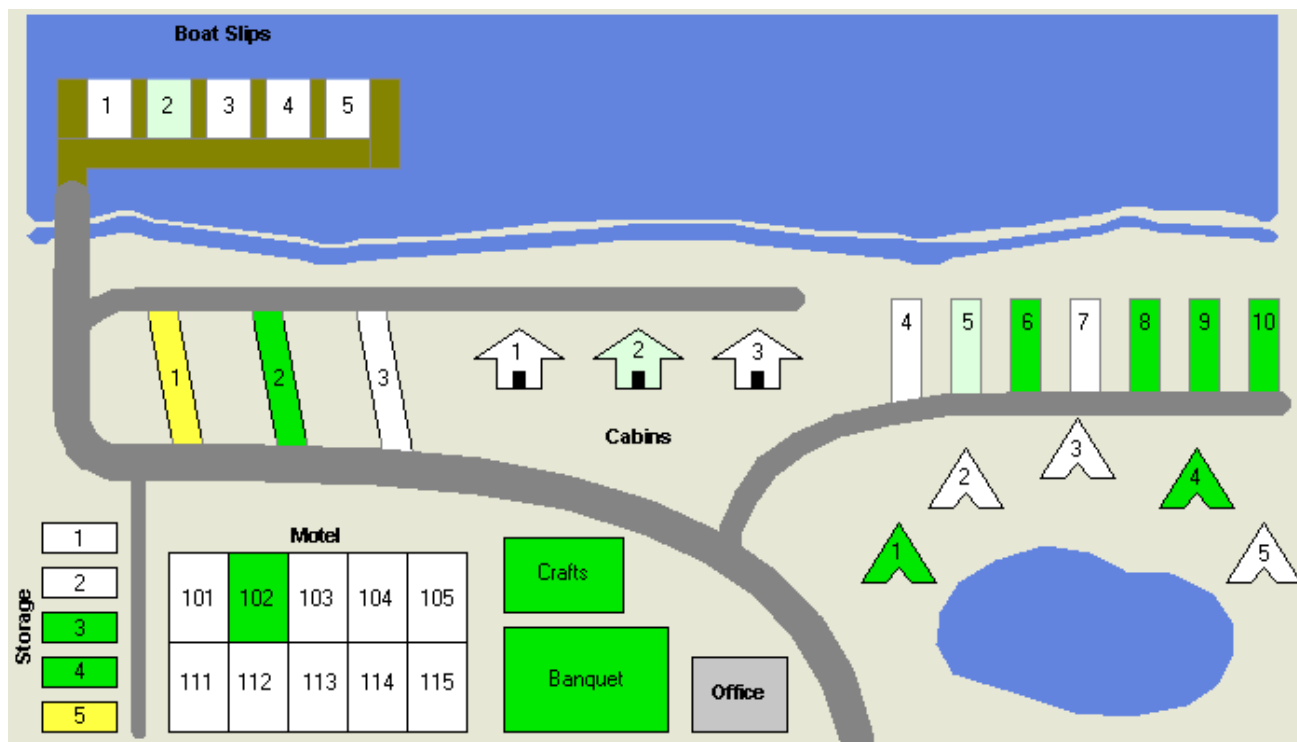 Boat Slips
1 2 3 4 5
1 2 3
1 2 3
Cabins
4 5 6 7 8 9 10
1 2 3 4 5
Storage
1
2
3
4
5
Motel
101 102 103 104 105
111 112 113 114 115
Crafts
Banquet
Office